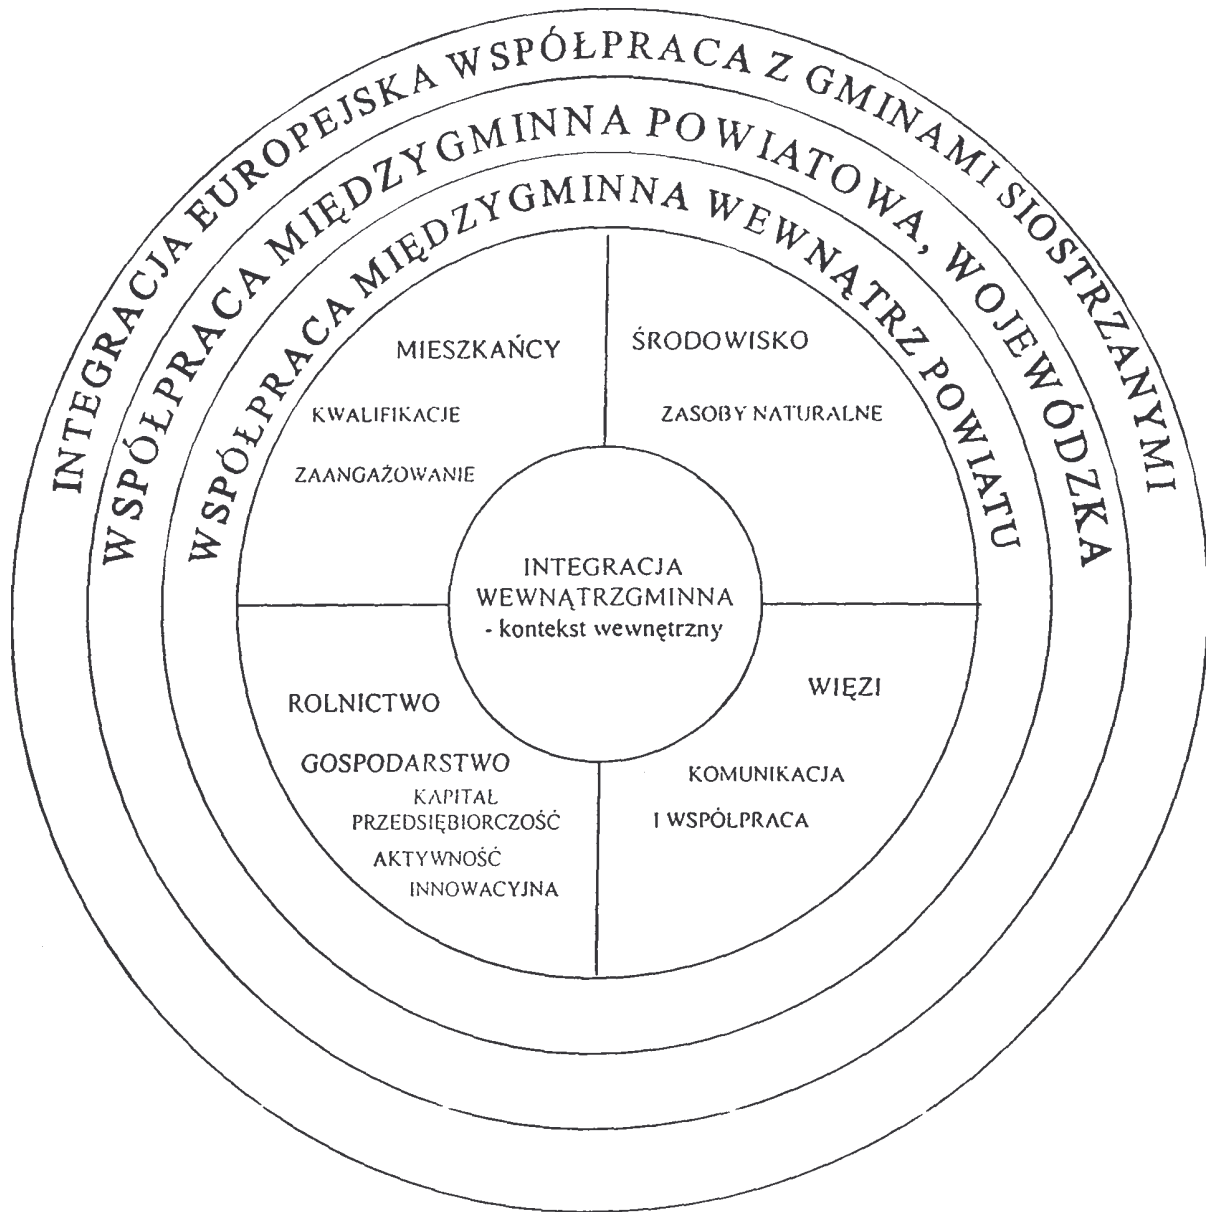 INTEGRACJA EUROPEJSKA WSPÓŁPRACA Z GMINAMI SIOSTRZANYMI
WSPÓŁPRACA MIĘDZYGMINNA POWIATOWA, WOJEWÓDZKA
WSPÓŁPRACA MIĘDZYGMINNA WEWNĄTRZ POWIATU
MIESZKAŃCY
KWALIFIKACJE
ZAANGAŻOWANIE
ŚRODOWISKO
ZASOBY NATURALNE
INTEGRACJA
WEWNĄTRZGMINNA
- kontekst wewnętrzny
ROLNICTWO
GOSPODARSTWO
KAPITAŁ
PRZEDSIĘBIORCZOŚĆ
AKTYWNOŚĆ
INNOWACYJNA
WIĘZI
KOMUNIKACJA
I WSPÓŁPRACA